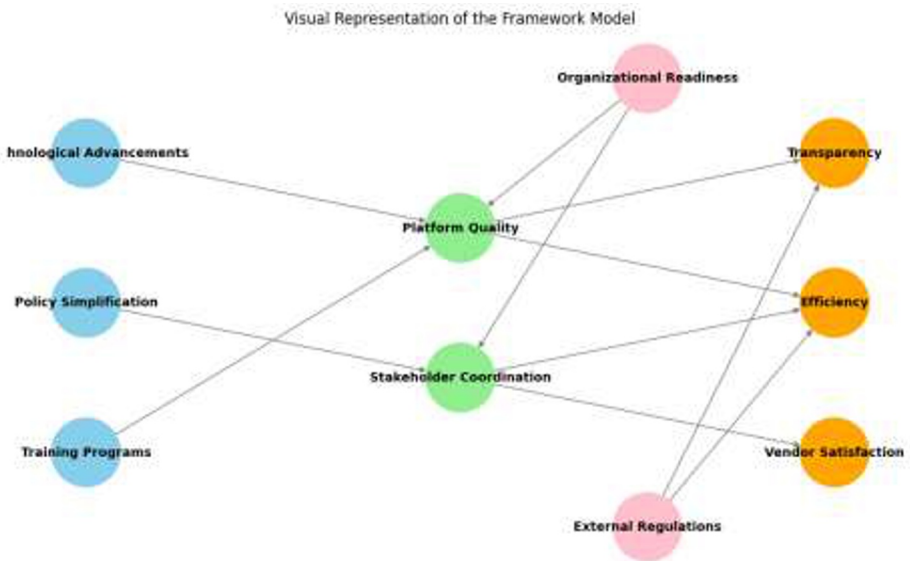 Visual Representation of the Framework Model
Organizational Readiness
hnological Advancements
Transparency
Platform Quality
Policy Simplification
Efficiency
Stakeholder Coordination
Training Programs
Vendor Satisfaction
External Regulations